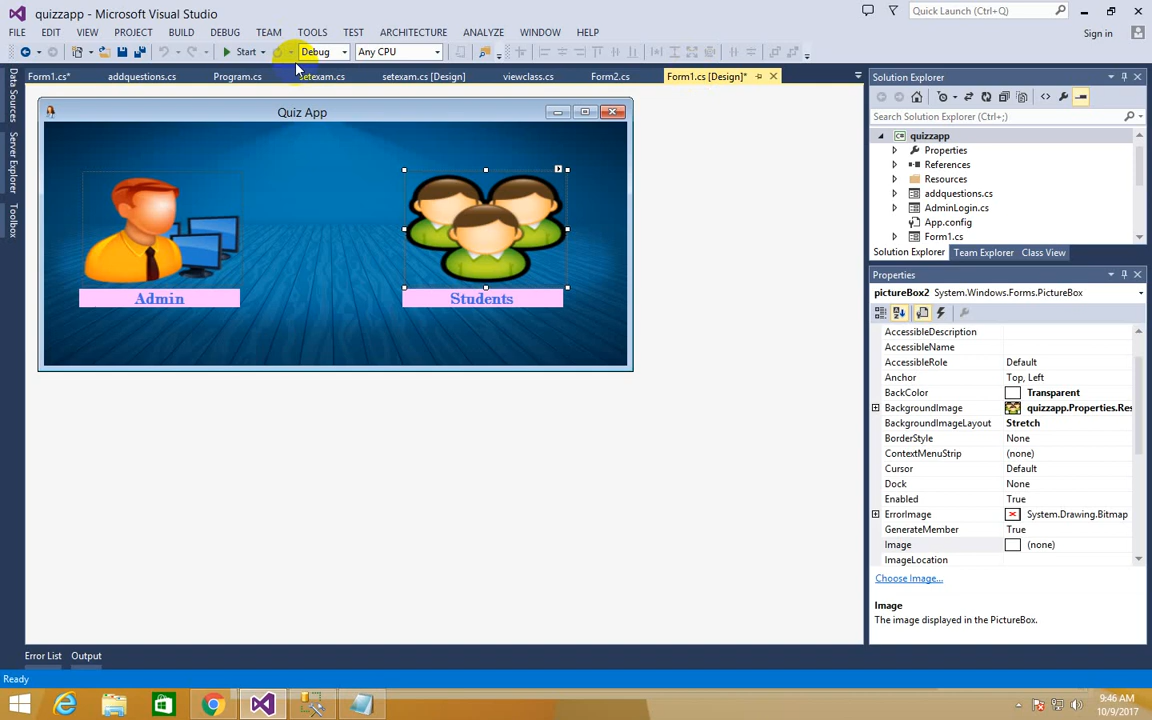 quizzapp - Microsoft Visual Studio
Quick Launch (Ctrl+;)
FILE EDIT VIEW PROJECT BUILD DEBUG TEAM TOOLS TEST ARCHITECTURE ANALYZE WINDOW HELP
Sign in
Start Debug Any CPU
Form1.cs* addquestions.cs Program.cs setexam.cs setexam.cs [Design] viewclass.cs Form2.cs Form1.cs [Design]*
Data Sources
Server Explorer
Toolbox
Quiz App
Admin
Students
Solution Explorer
Search Solution Explorer (Ctrl+;)
quizzapp
Properties
References
Resources
addquestions.cs
AdminLogin.cs
App.config
Form1.cs
Solution Explorer Team Explorer Class View
Properties
pictureBox2 System.Windows.Forms.PictureBox
AccessibleDescription
AccessibleName
AccessibleRole Default
Anchor Top, Left
BackColor Transparent
BackgroundImage quizzapp.Properties.Res
BackgroundImageLayout Stretch
BorderStyle None
ContextMenuStrip (none)
Cursor Default
Dock None
Enabled True
ErrorImage System.Drawing.Bitmap
GenerateMember True
Image (none)
ImageLocation
Choose Image...
Image
The image displayed in the PictureBox.
Error List Output
Ready
9:46 AM
10/9/2017